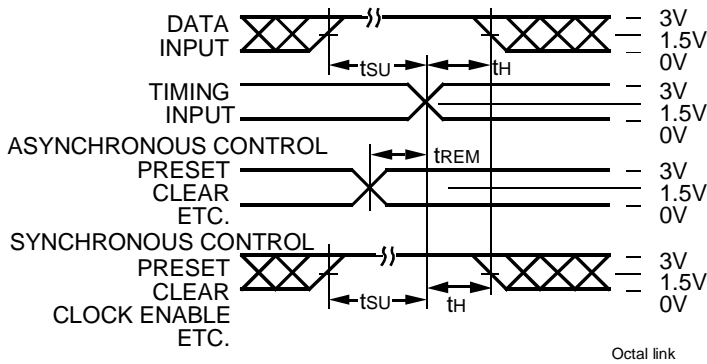 DATA
INPUT
3V
1.5V
0V
tSU
tH
TIMING
INPUT
3V
1.5V
0V
ASYNCHRONOUS CONTROL
PRESET
CLEAR
ETC.
tREM
3V
1.5V
0V
SYNCHRONOUS CONTROL
PRESET
CLEAR
CLOCK ENABLE
ETC.
3V
1.5V
0V
tSU
tH
Octal link